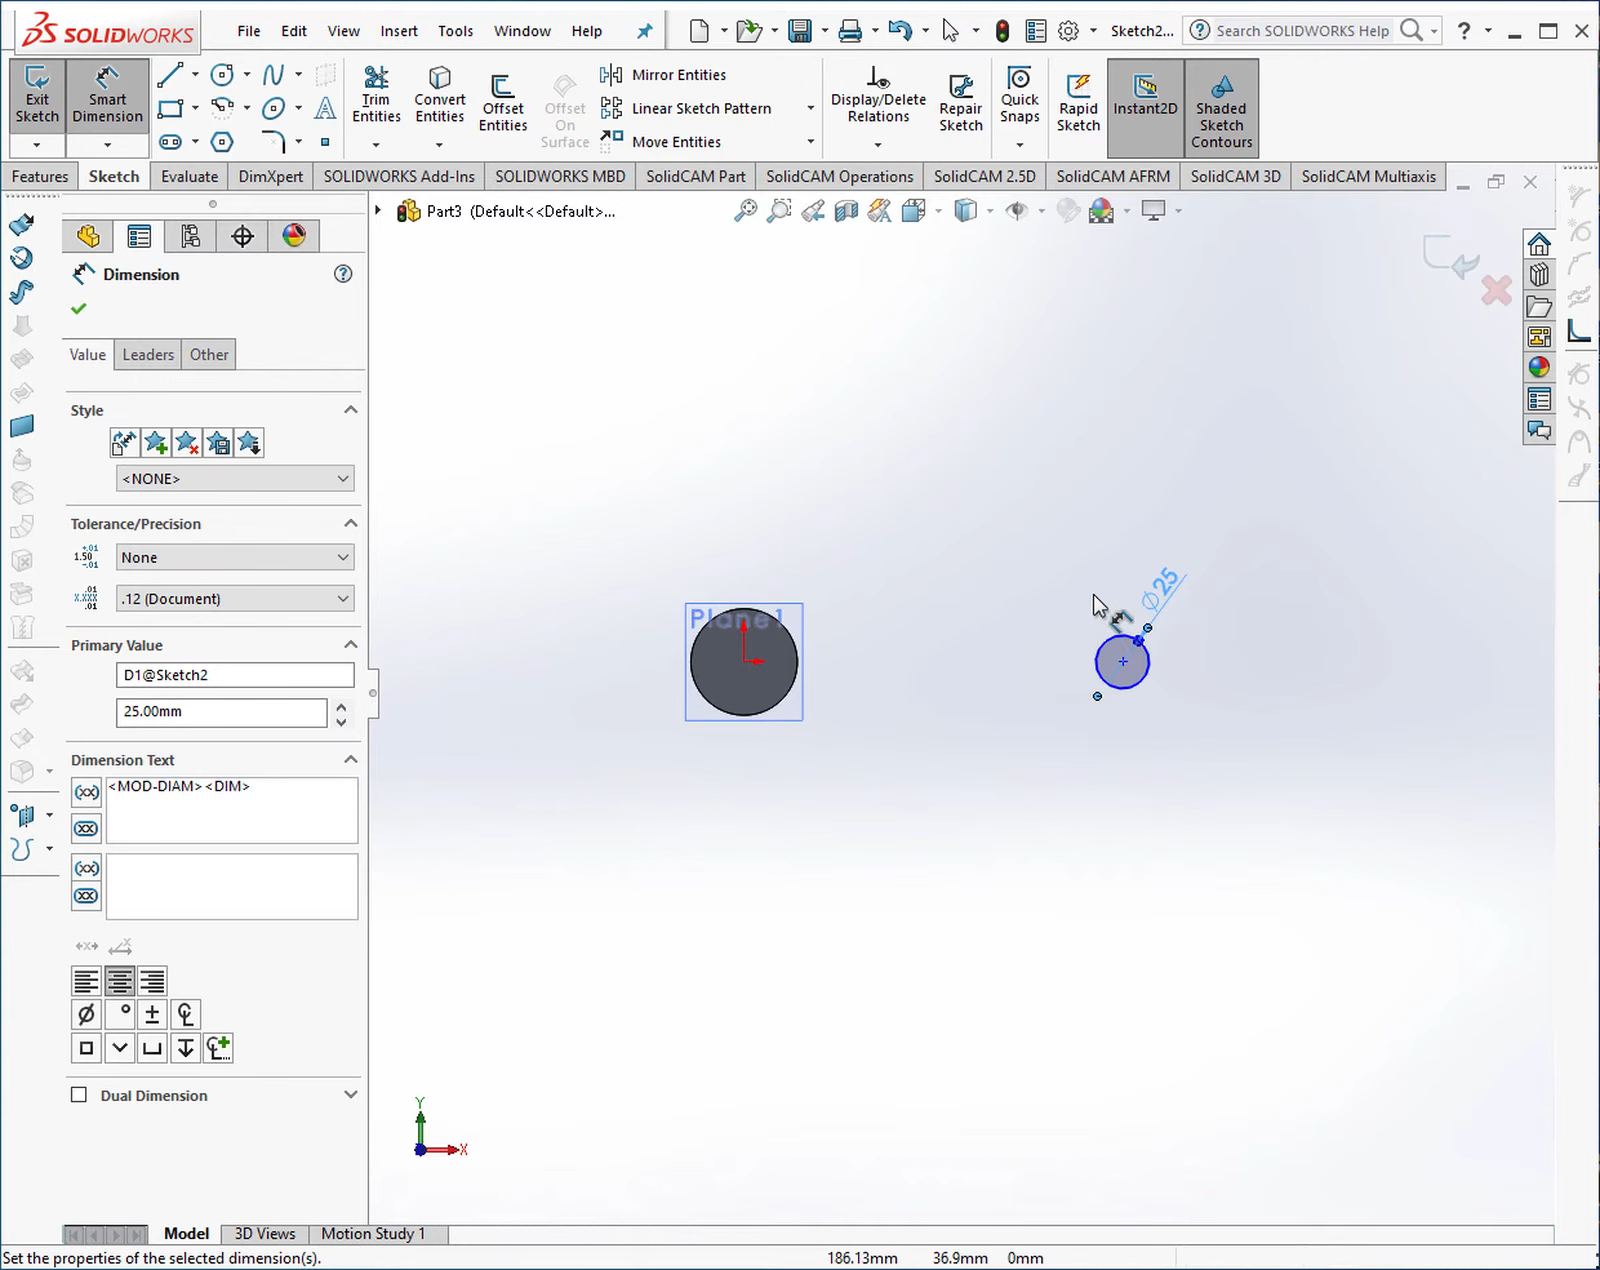 SOLIDWORKS
File Edit View Insert Tools Window Help
Sketch2...
Search SOLIDWORKS Help
?
Exit Sketch
Smart Dimension
Trim Entities
Convert Entities
Offset Entities
Offset On Surface
Mirror Entities
Linear Sketch Pattern
Move Entities
Display/Delete Relations
Repair Sketch
Quick Snaps
Rapid Sketch
Instant2D
Shaded Sketch Contours
Features Sketch Evaluate DimXpert SOLIDWORKS Add-Ins SOLIDWORKS MBD SolidCAM Part SolidCAM Operations SolidCAM 2.5D SolidCAM AFRM SolidCAM 3D SolidCAM Multiaxis
Part3 (Default<<Default>...
Dimension
Value Leaders Other
Style
<NONE>
Tolerance/Precision
None
.12 (Document)
Primary Value
D1@Sketch2
25.00mm
Dimension Text
<MOD-DIAM><DIM>
Dual Dimension
Plane1
∅25
Y
X
Model 3D Views Motion Study 1
Set the properties of the selected dimension(s).
186.13mm 36.9mm 0mm